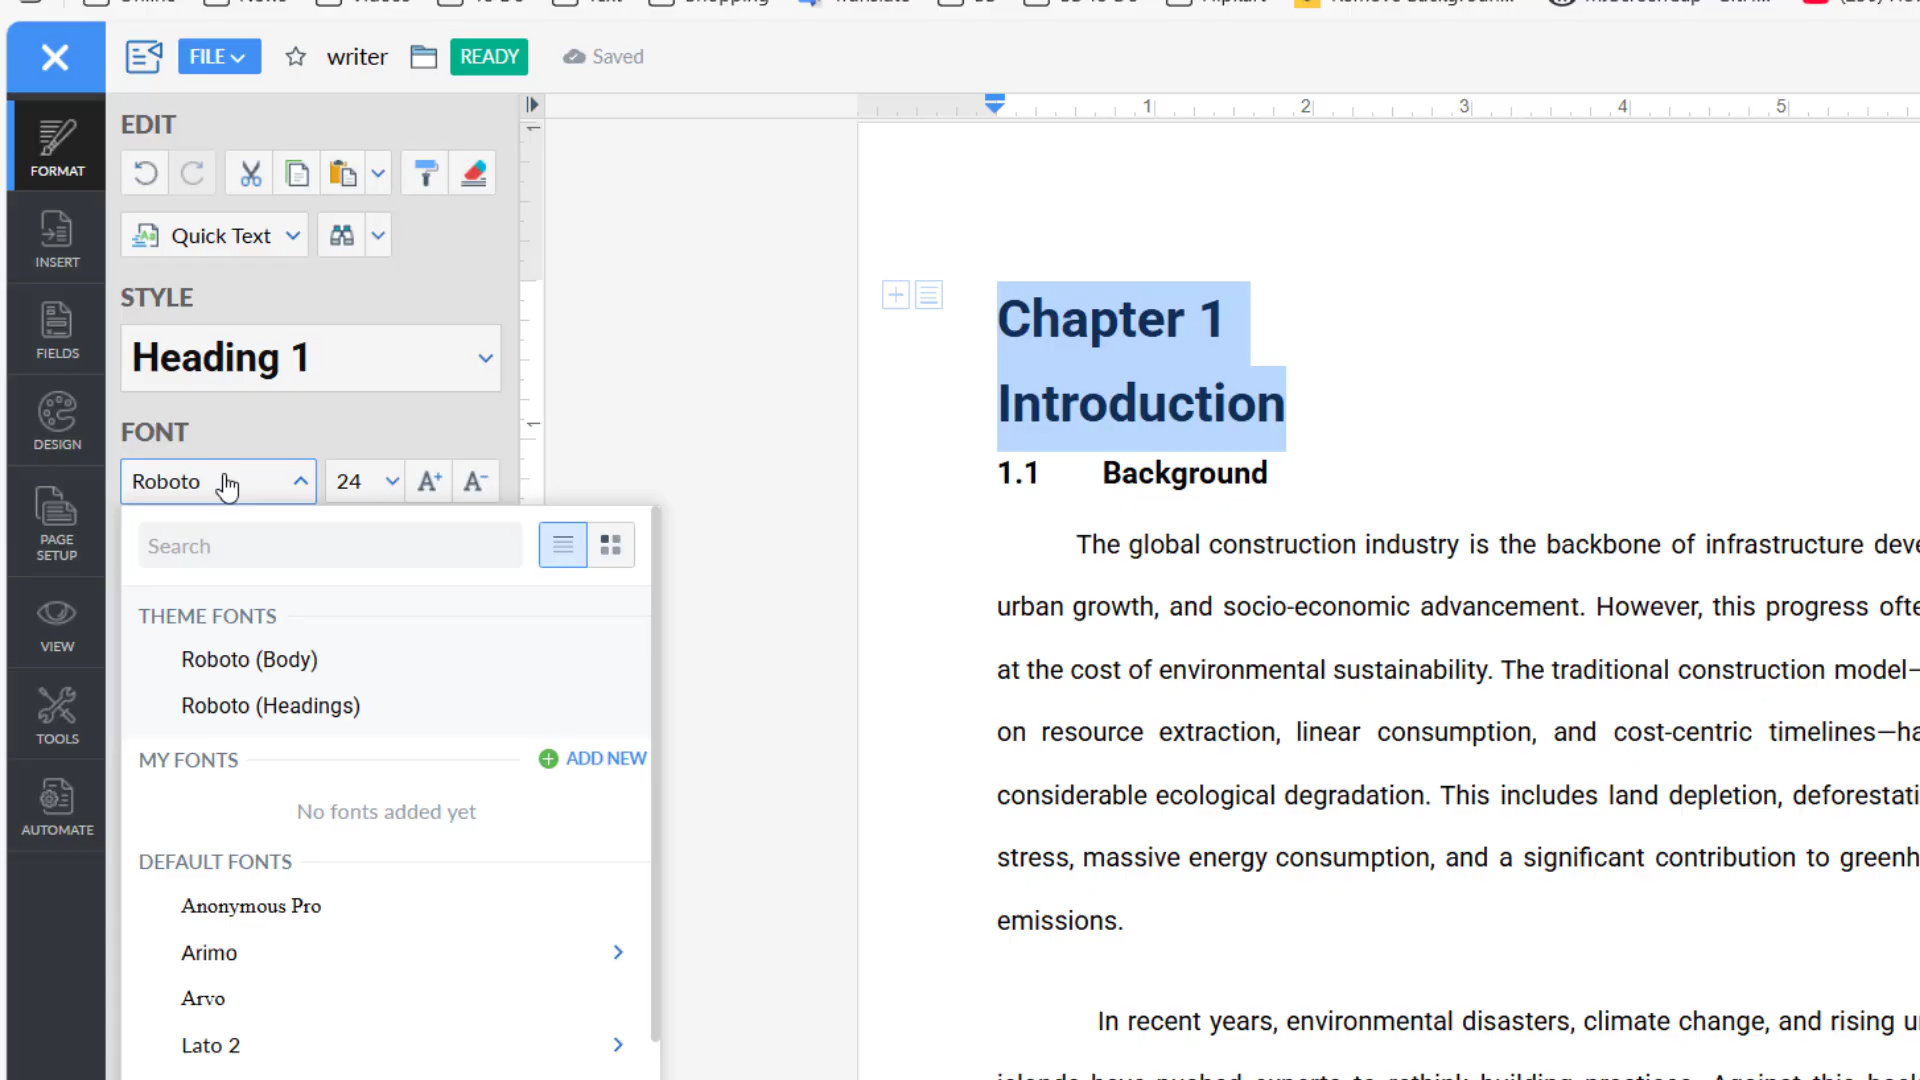 FILE writer READY Saved
EDIT
FORMAT
Quick Text
INSERT
STYLE
Heading 1
FIELDS
FONT
DESIGN
Roboto 24
PAGE
SETUP
Search
THEME FONTS
Roboto (Body)
VIEW
Roboto (Headings)
TOOLS
MY FONTS ADD NEW
No fonts added yet
AUTOMATE
DEFAULT FONTS
Anonymous Pro
Arimo
Arvo
Lato 2
1 2 3 4 5
1
1
Chapter 1
Introduction
1.1 Background
The global construction industry is the backbone of infrastructure deve
urban growth, and socio-economic advancement. However, this progress ofte
at the cost of environmental sustainability. The traditional construction model—
on resource extraction, linear consumption, and cost-centric timelines—ha
considerable ecological degradation. This includes land depletion, deforestati
stress, massive energy consumption, and a significant contribution to greenh
emissions.
In recent years, environmental disasters, climate change, and rising u